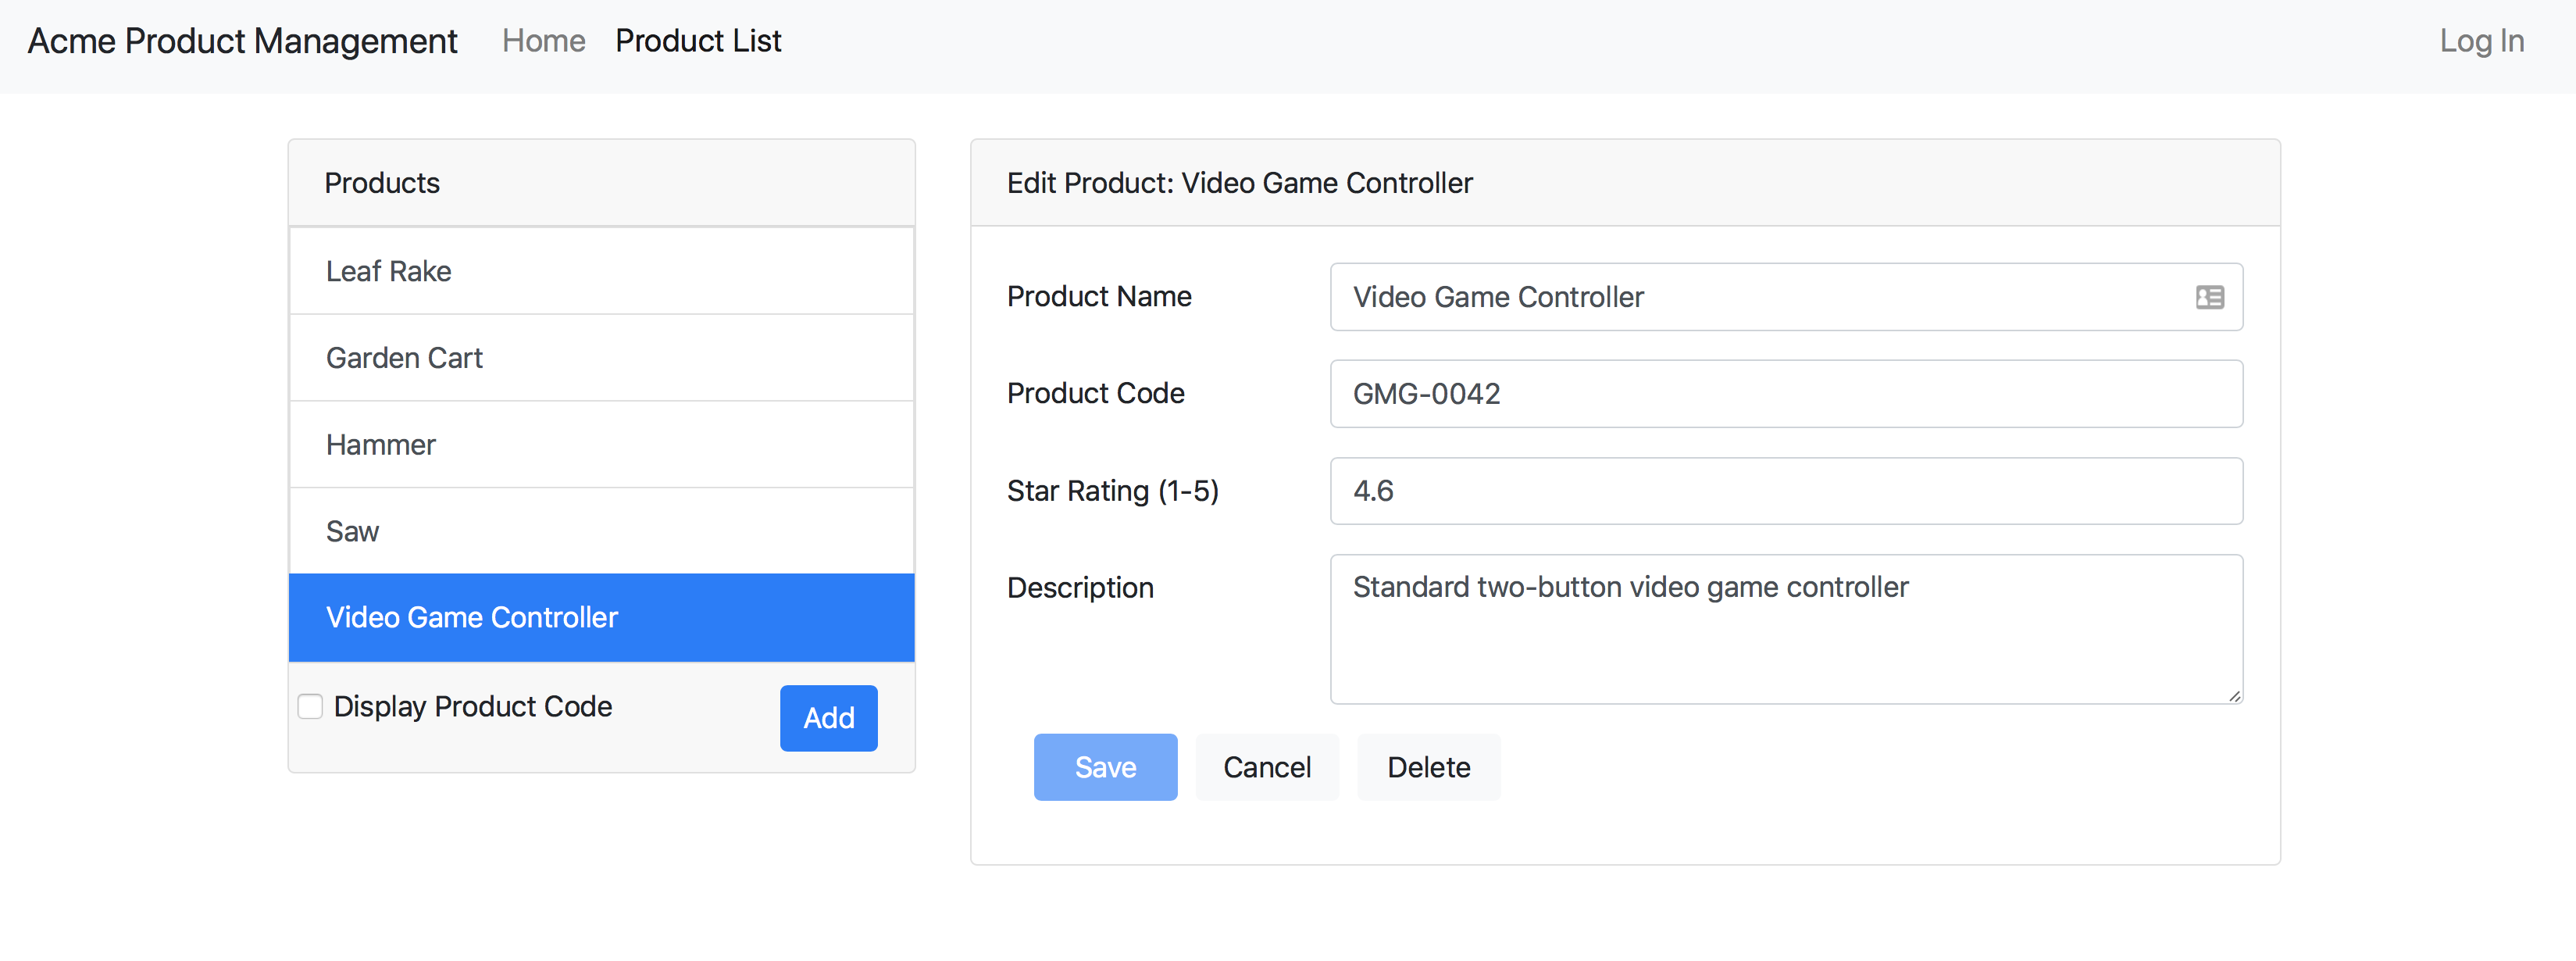 Acme Product Management Home Product List Log In
Products
Leaf Rake
Garden Cart
Hammer
Saw
Video Game Controller
Display Product Code Add
Edit Product: Video Game Controller
Product Name Video Game Controller
Product Code GMG-0042
Star Rating (1-5) 4.6
Description Standard two-button video game controller
Save Cancel Delete